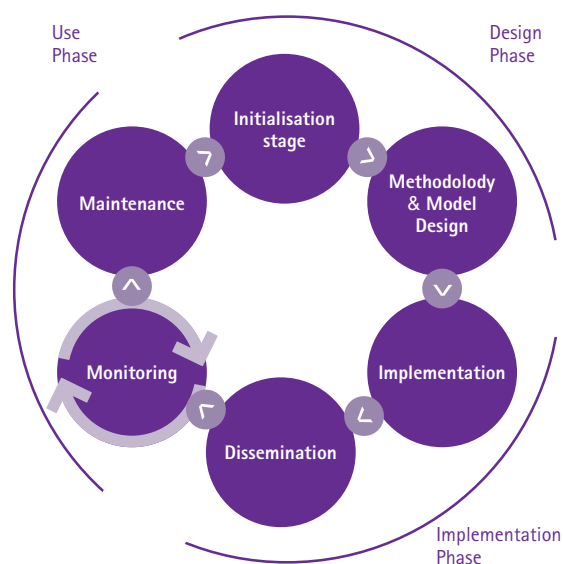 Use
Phase
Design
Phase
Initialisation
stage
Methodolody
& Model
Design
Maintenance
Monitoring
Implementation
Dissemination
Implementation
Phase